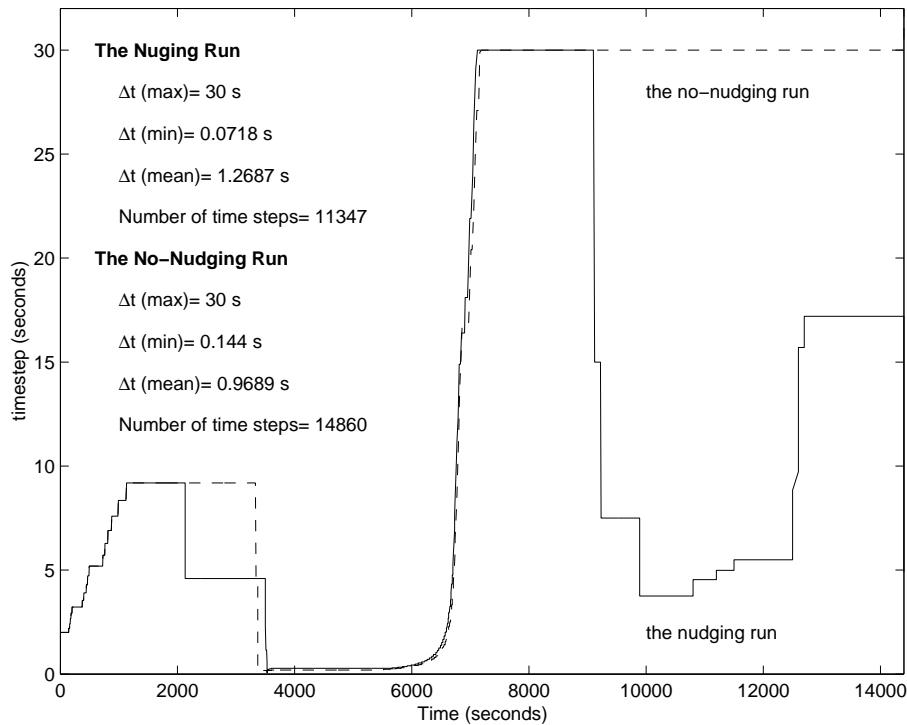 The Nuging Run
Δt (max)= 30 s
Δt (min)= 0.0718 s
Δt (mean)= 1.2687 s
Number of time steps= 11347
The No−Nudging Run
Δt (max)= 30 s
Δt (min)= 0.144 s
Δt (mean)= 0.9689 s
Number of time steps= 14860
the no−nudging run
the nudging run
timestep (seconds)
30
25
20
15
10
5
0
0 2000 4000 6000 8000 10000 12000 14000
Time (seconds)